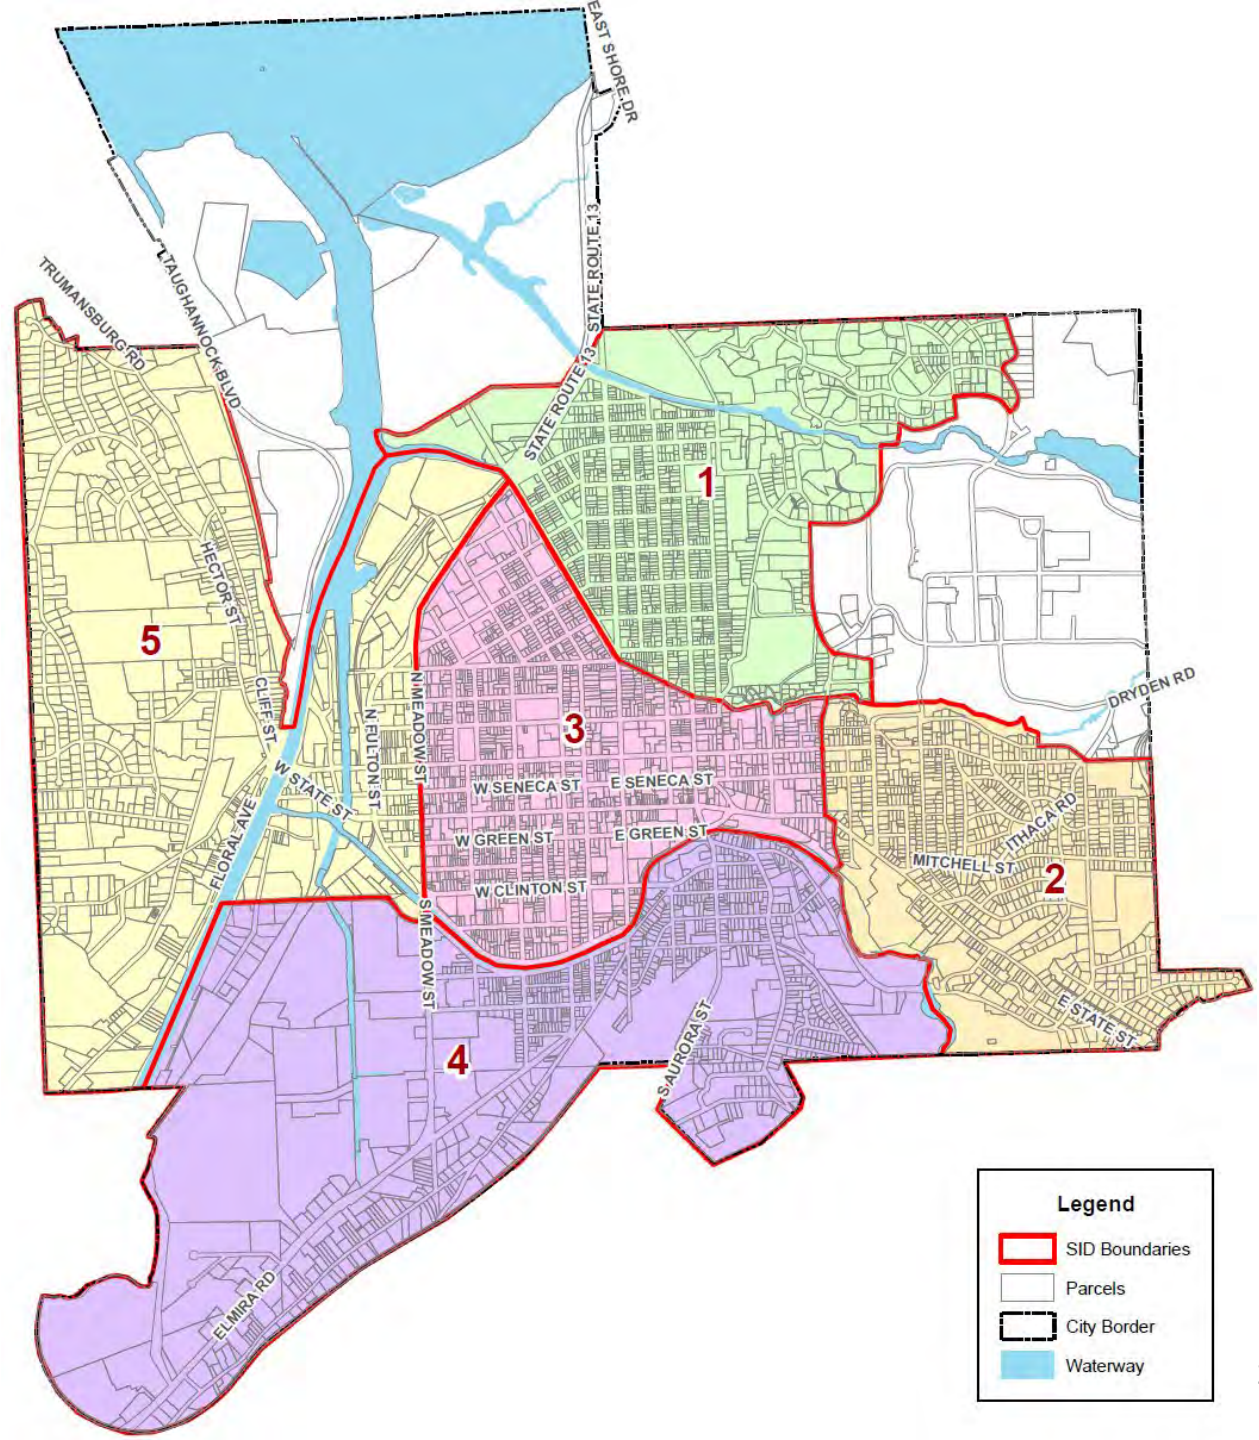 EAST SHORE DR
STATE ROUTE 13
TRUMANSBURG RD
TAUGHANNOCK BLVD
STATE ROUTE 13
1
HECTOR ST
5
CLIFF ST
N MEADOW ST
N FULTON ST
3
DRYDEN RD
W STATE ST
W SENECA ST
E SENECA ST
FLORAL AVE
W GREEN ST
E GREEN ST
ITHACA RD
MITCHELL ST
2
W CLINTON ST
S MEADOW ST
E STATE ST
S AURORA ST
4
ELMIRA RD
Legend
SID Boundaries
Parcels
City Border
Waterway